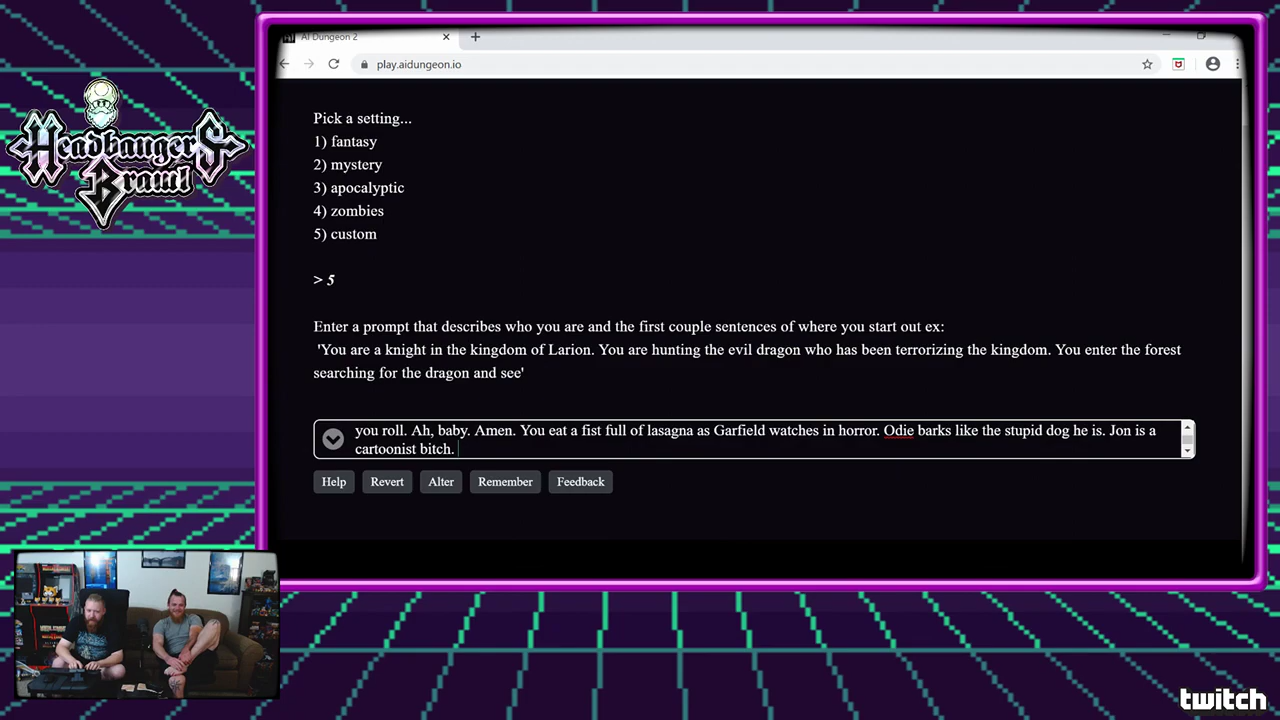 AI Dungeon 2
play.aidungeon.io
Headbangers
Brawl
Pick a setting...
1) fantasy
2) mystery
3) apocalyptic
4) zombies
5) custom
> 5
Enter a prompt that describes who you are and the first couple sentences of where you start out ex:
'You are a knight in the kingdom of Larion. You are hunting the evil dragon who has been terrorizing the kingdom. You enter the forest
searching for the dragon and see'
you roll. Ah, baby. Amen. You eat a fist full of lasagna as Garfield watches in horror. Odie barks like the stupid dog he is. Jon is a
cartoonist bitch.
Help Revert Alter Remember Feedback
twitch